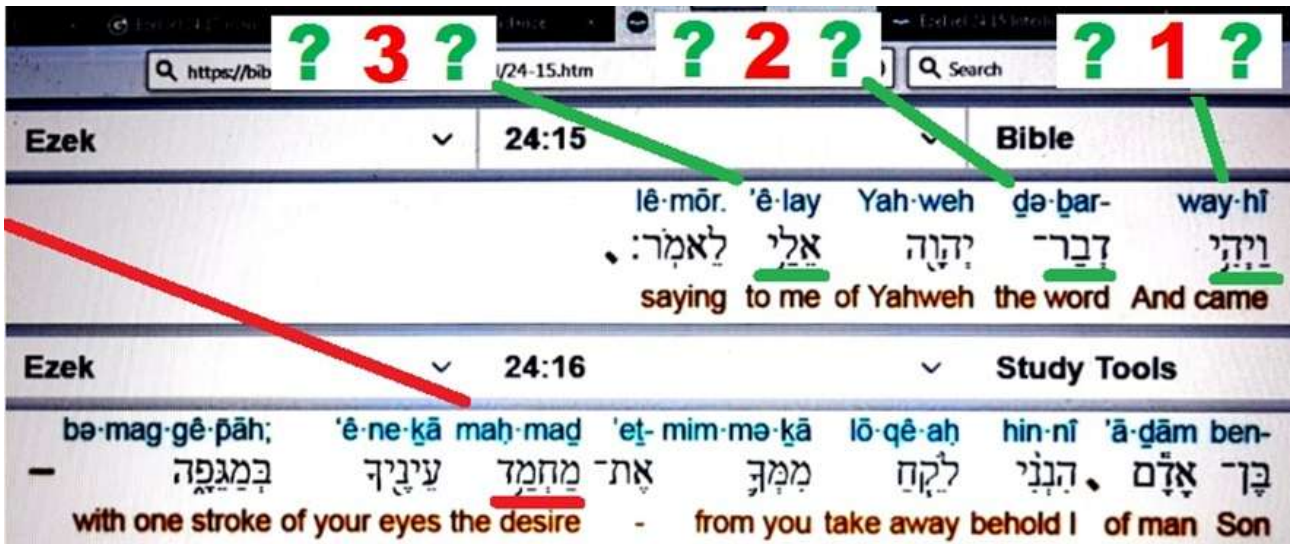 ? 3 ? ? 2 ? ? 1 ?
https://bib l/24-15.htm Search
Ezek 24:15 Bible
lê·mōr. 'ê·lay Yah·weh ḏə·ḇar- way·hî
וַיְהִ֥י דְבַר־ יְהוָ֖ה אֵלַ֥י לֵאמֹֽר׃
saying to me of Yahweh the word And came
Ezek 24:16 Study Tools
bə·mag·gê·p̄āh; 'ê·ne·ḵā maḥ·maḏ 'eṯ- mim·mə·ḵā lō·qê·aḥ hin·nî 'ā·ḏām ben-
בֶּן־ אָדָ֕ם הִנְנִ֨י לֹקֵ֧חַ מִמְּךָ֛ אֶת־ מַחְמַ֥ד עֵינֶ֖יךָ בְּמַגֵּפָ֑ה –
with one stroke of your eyes the desire - from you take away behold I of man Son